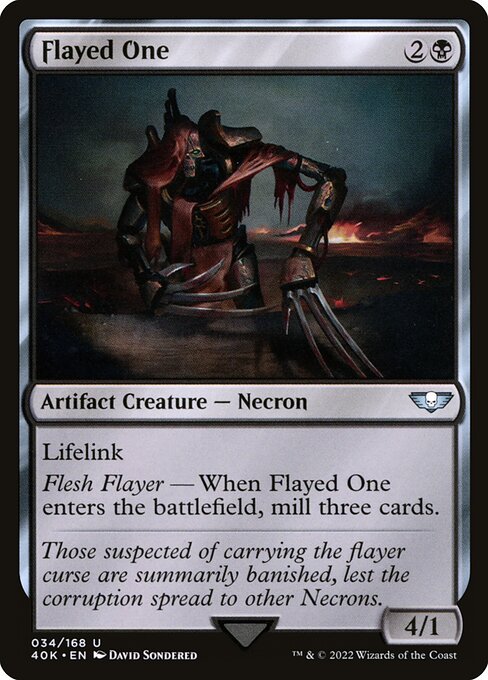 Flayed One 2
Artifact Creature — Necron
Lifelink
Flesh Flayer — When Flayed One
enters the battlefield, mill three cards.
Those suspected of carrying the flayer
curse are summarily banished, lest the
corruption spread to other Necrons.
4/1
034/168 U
40K • EN David Sondered
™ & © 2022 Wizards of the Coast